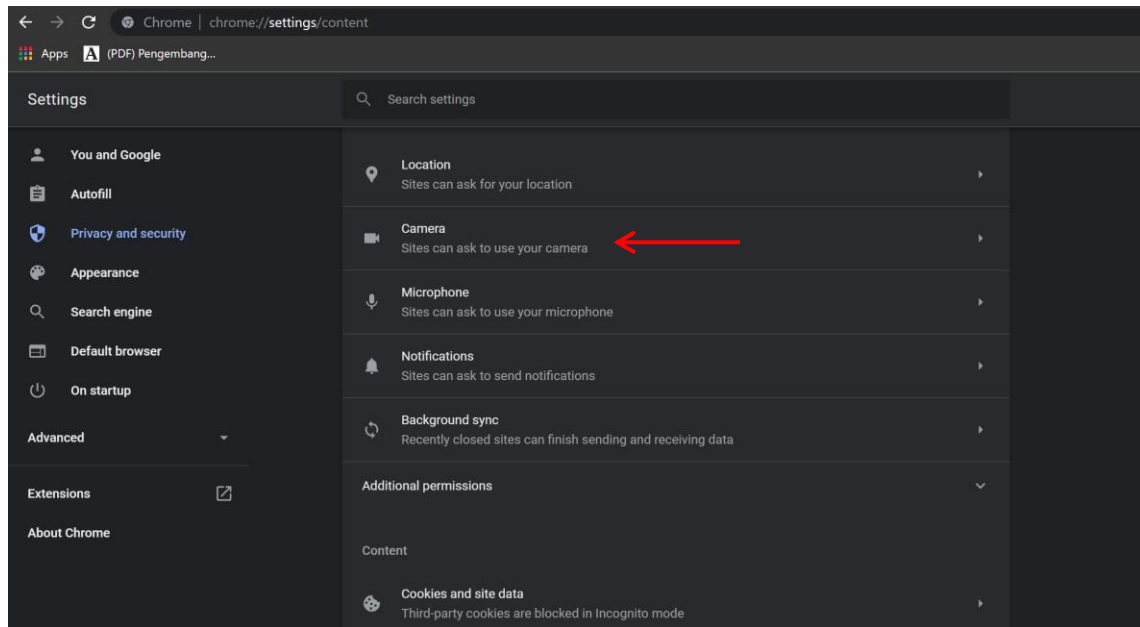 Chrome | chrome://settings/content
Apps (PDF) Pengembang...
Settings
Search settings
You and Google
Autofill
Privacy and security
Appearance
Search engine
Default browser
On startup
Advanced
Extensions
About Chrome
Location
Sites can ask for your location
Camera
Sites can ask to use your camera
Microphone
Sites can ask to use your microphone
Notifications
Sites can ask to send notifications
Background sync
Recently closed sites can finish sending and receiving data
Additional permissions
Content
Cookies and site data
Third-party cookies are blocked in Incognito mode